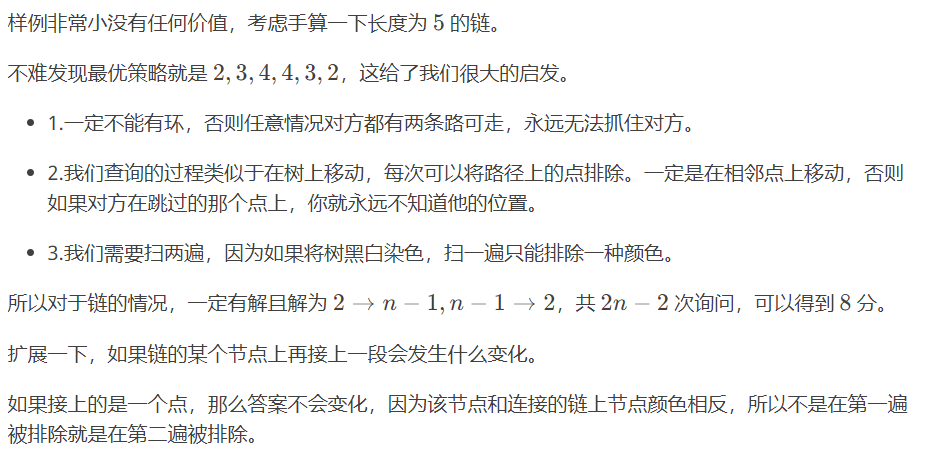 样例非常小没有任何价值，考虑手算一下长度为 5 的链。
不难发现最优策略就是 2, 3, 4, 4, 3, 2，这给了我们很大的启发。
• 1.一定不能有环，否则任意情况对方都有两条路可走，永远无法抓住对方。
• 2.我们查询的过程类似于在树上移动，每次可以将路径上的点排除。一定是在相邻点上移动，否则
如果对方在跳过的那个点上，你就永远不知道他的位置。
• 3.我们需要扫两遍，因为如果将树黑白染色，扫一遍只能排除一种颜色。
所以对于链的情况，一定有解且解为 2 → n − 1, n − 1 → 2，共 2n − 2 次询问，可以得到 8 分。
扩展一下，如果链的某个节点上再接上一段会发生什么变化。
如果接上的是一个点，那么答案不会变化，因为该节点和连接的链上节点颜色相反，所以不是在第一遍
被排除就是在第二遍被排除。